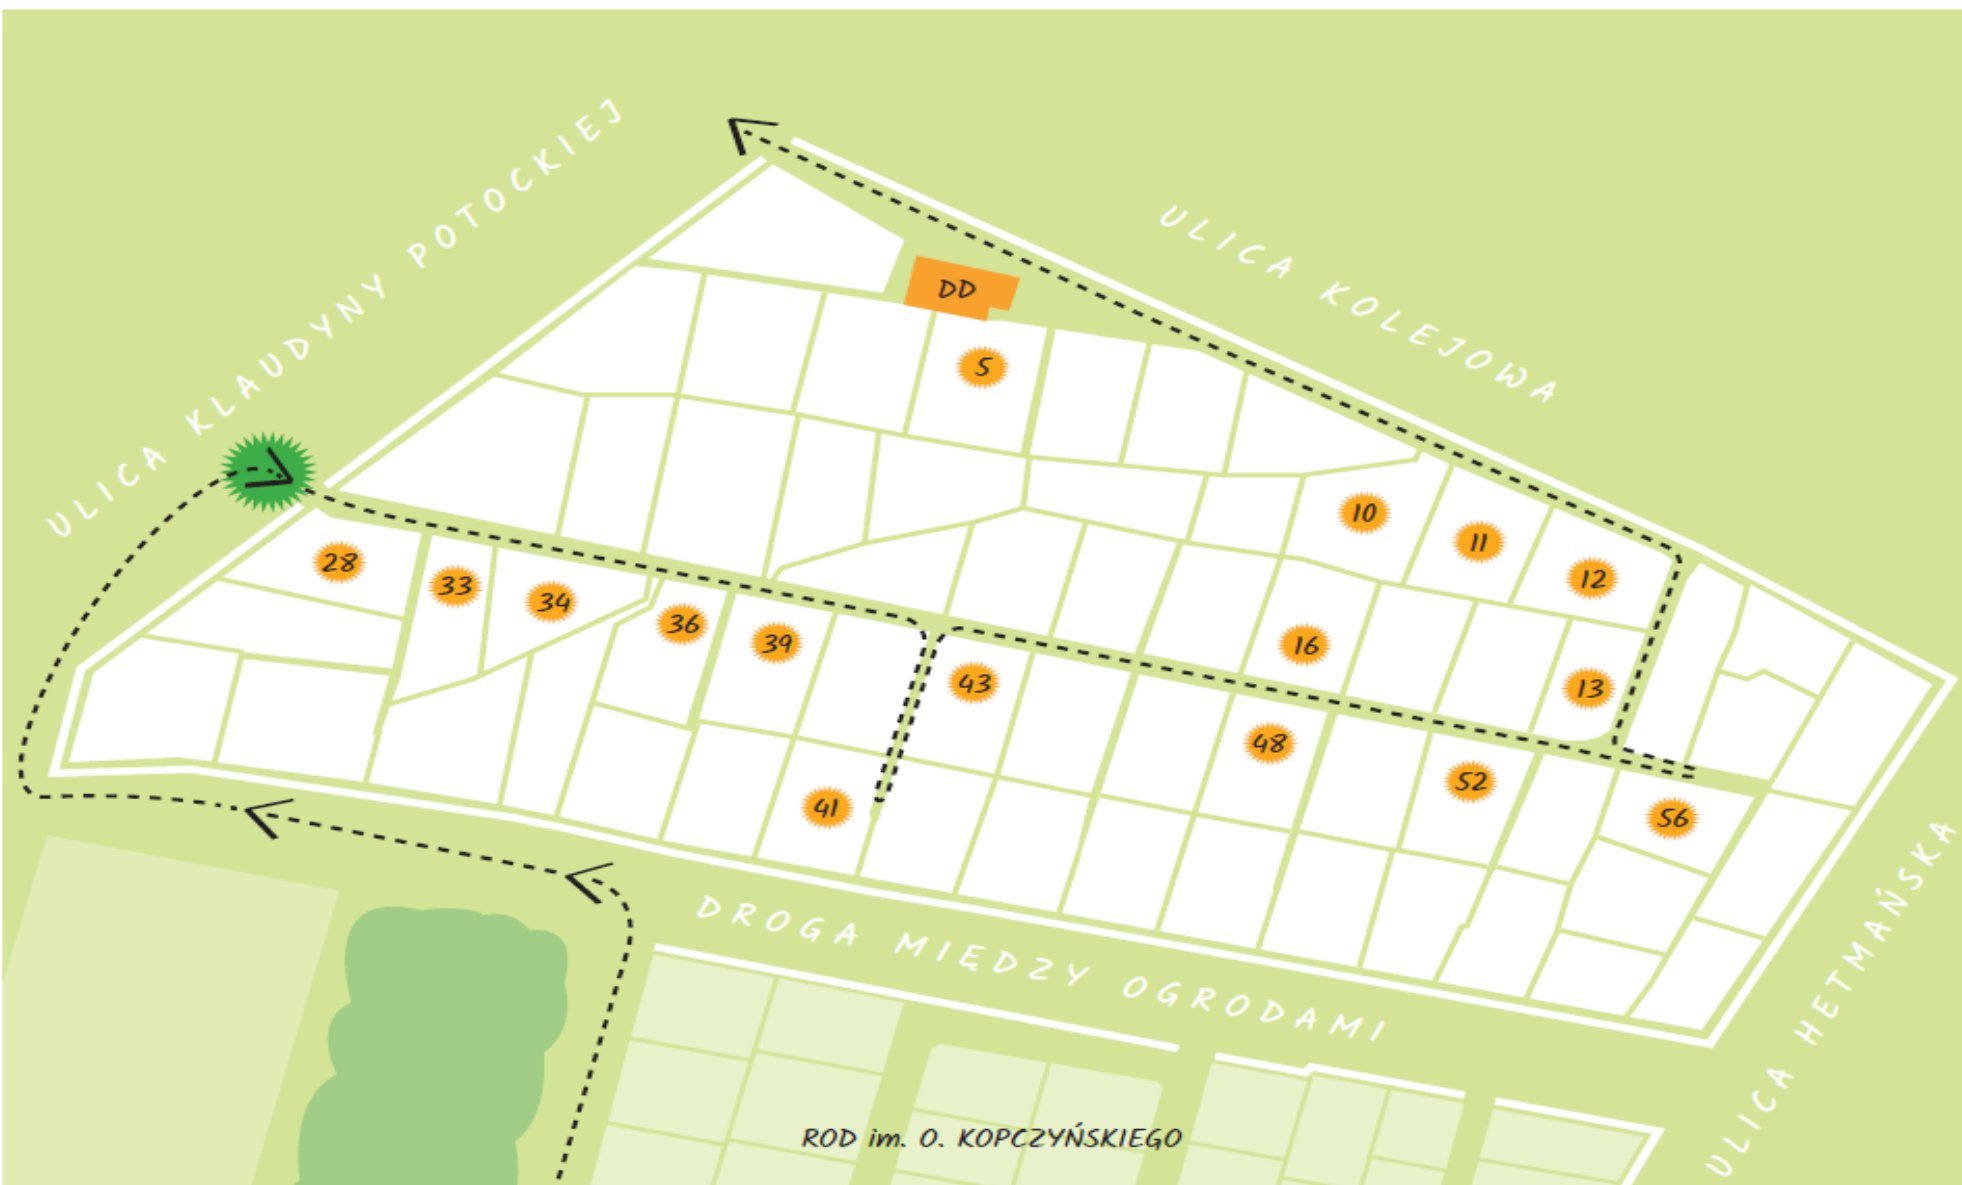 ULICA KLAUDYNY POTOCKIEJ
ULICA KOLEJOWA
DD
5
10
11
12
28
33
34
36
39
16
43
13
48
52
41
56
DROGA MIĘDZY OGRODAMI
ULICA HETMAŃSKA
ROD im. O. KOPCZYŃSKIEGO